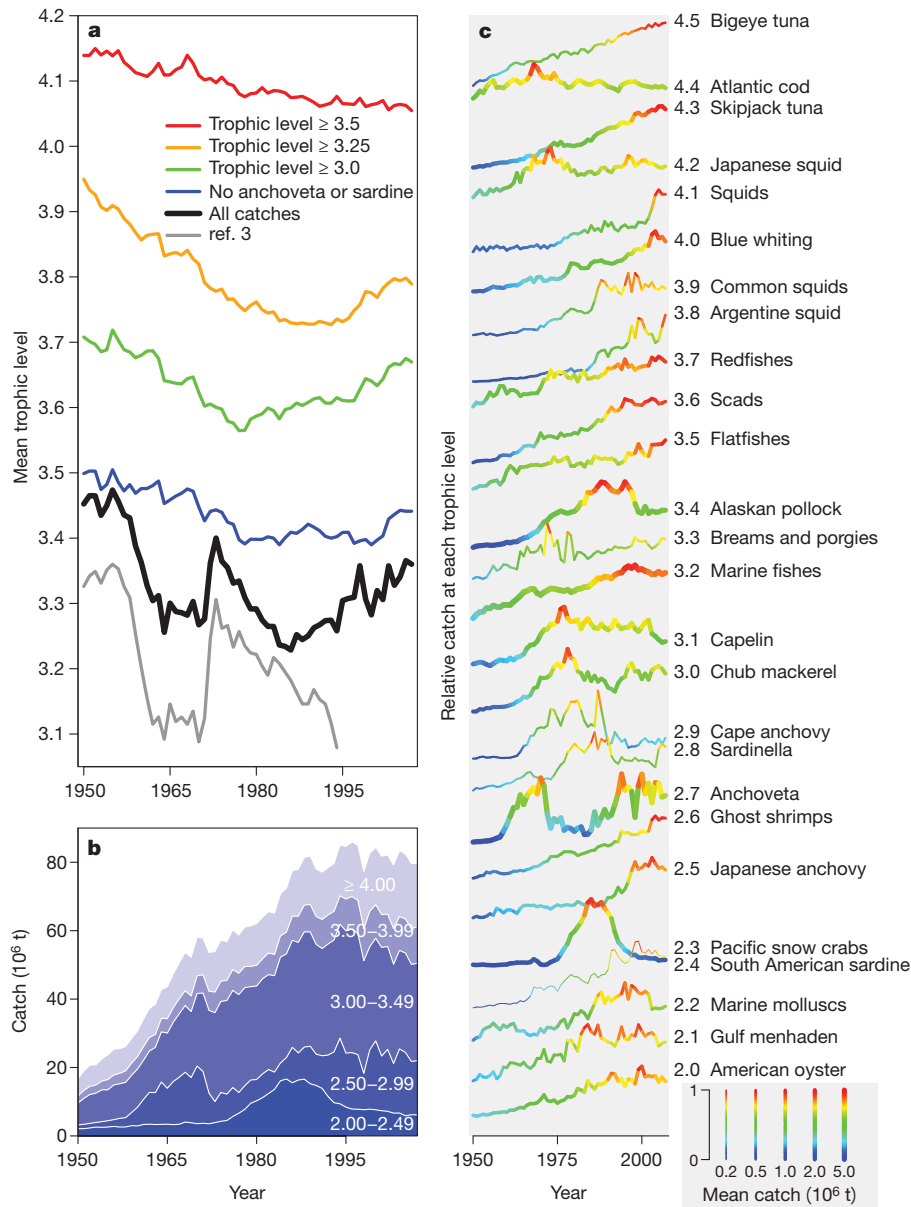 a
4.2
4.1
4.0
3.9
3.8
3.7
3.6
3.5
3.4
3.3
3.2
3.1
Mean trophic level
Trophic level ≥ 3.5
Trophic level ≥ 3.25
Trophic level ≥ 3.0
No anchoveta or sardine
All catches
ref. 3
1950
1965
1980
1995
b
80
60
40
20
0
Catch (10⁶ t)
≥ 4.00
3.50–3.99
3.00–3.49
2.50–2.99
2.00–2.49
1950
1965
1980
1995
Year
c
Relative catch at each trophic level
4.5 Bigeye tuna
4.4 Atlantic cod
4.3 Skipjack tuna
4.2 Japanese squid
4.1 Squids
4.0 Blue whiting
3.9 Common squids
3.8 Argentine squid
3.7 Redfishes
3.6 Scads
3.5 Flatfishes
3.4 Alaskan pollock
3.3 Breams and porgies
3.2 Marine fishes
3.1 Capelin
3.0 Chub mackerel
2.9 Cape anchovy
2.8 Sardinella
2.7 Anchoveta
2.6 Ghost shrimps
2.5 Japanese anchovy
2.3 Pacific snow crabs
2.4 South American sardine
2.2 Marine molluscs
2.1 Gulf menhaden
2.0 American oyster
1950
1975
2000
Year
1
0
0.2 0.5 1.0 2.0 5.0
Mean catch (10⁶ t)